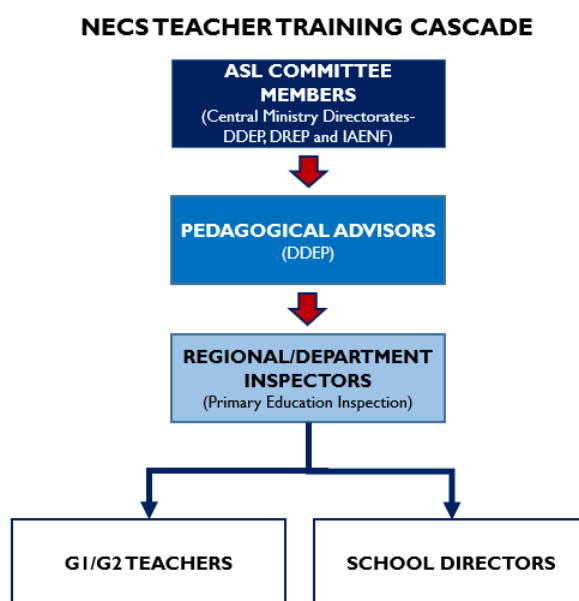 NECS TEACHER TRAINING CASCADE
ASL COMMITTEE
MEMBERS
(Central Ministry Directorates-
DDEP, DREP and IAENF)
PEDAGOGICAL ADVISORS
(DDEP)
REGIONAL/DEPARTMENT
INSPECTORS
(Primary Education Inspection)
G1/G2 TEACHERS
SCHOOL DIRECTORS